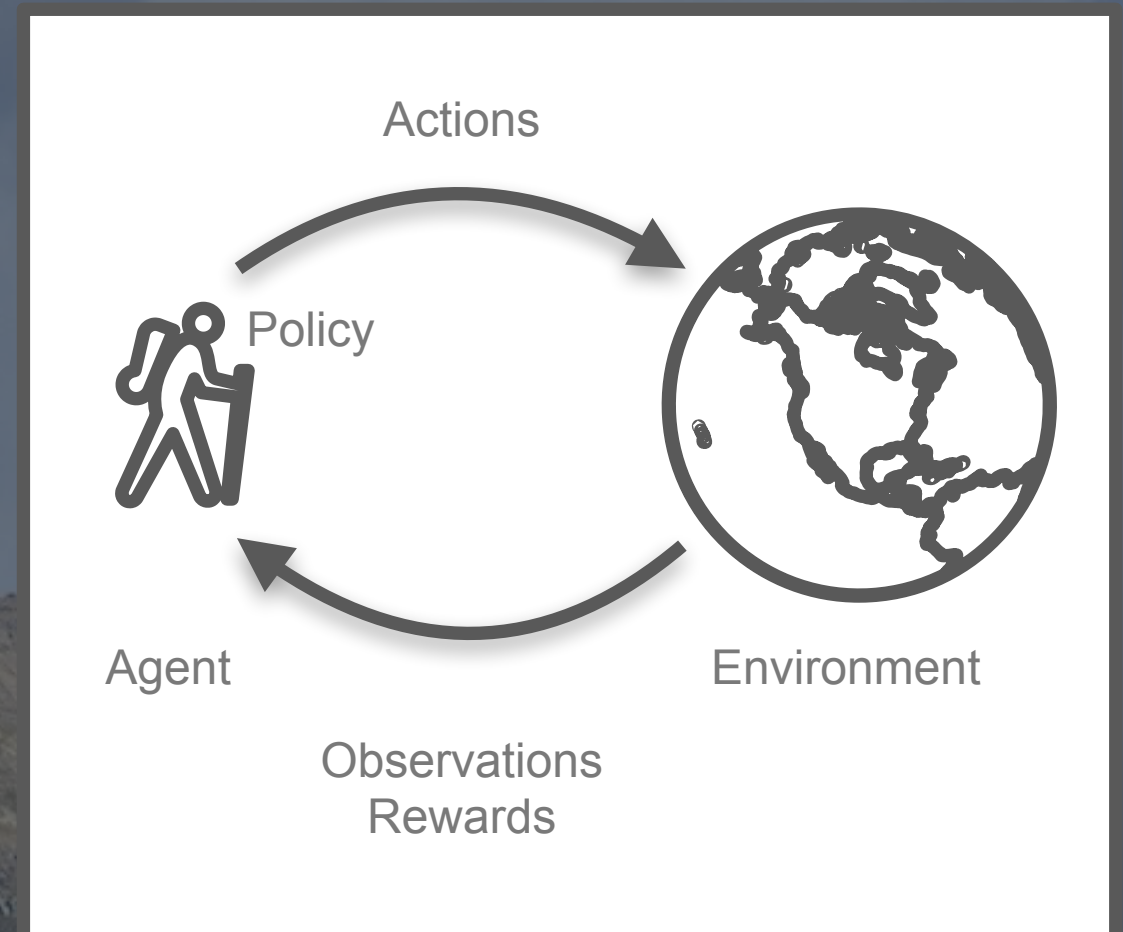 Actions
Policy
Agent
Environment
Observations
Rewards